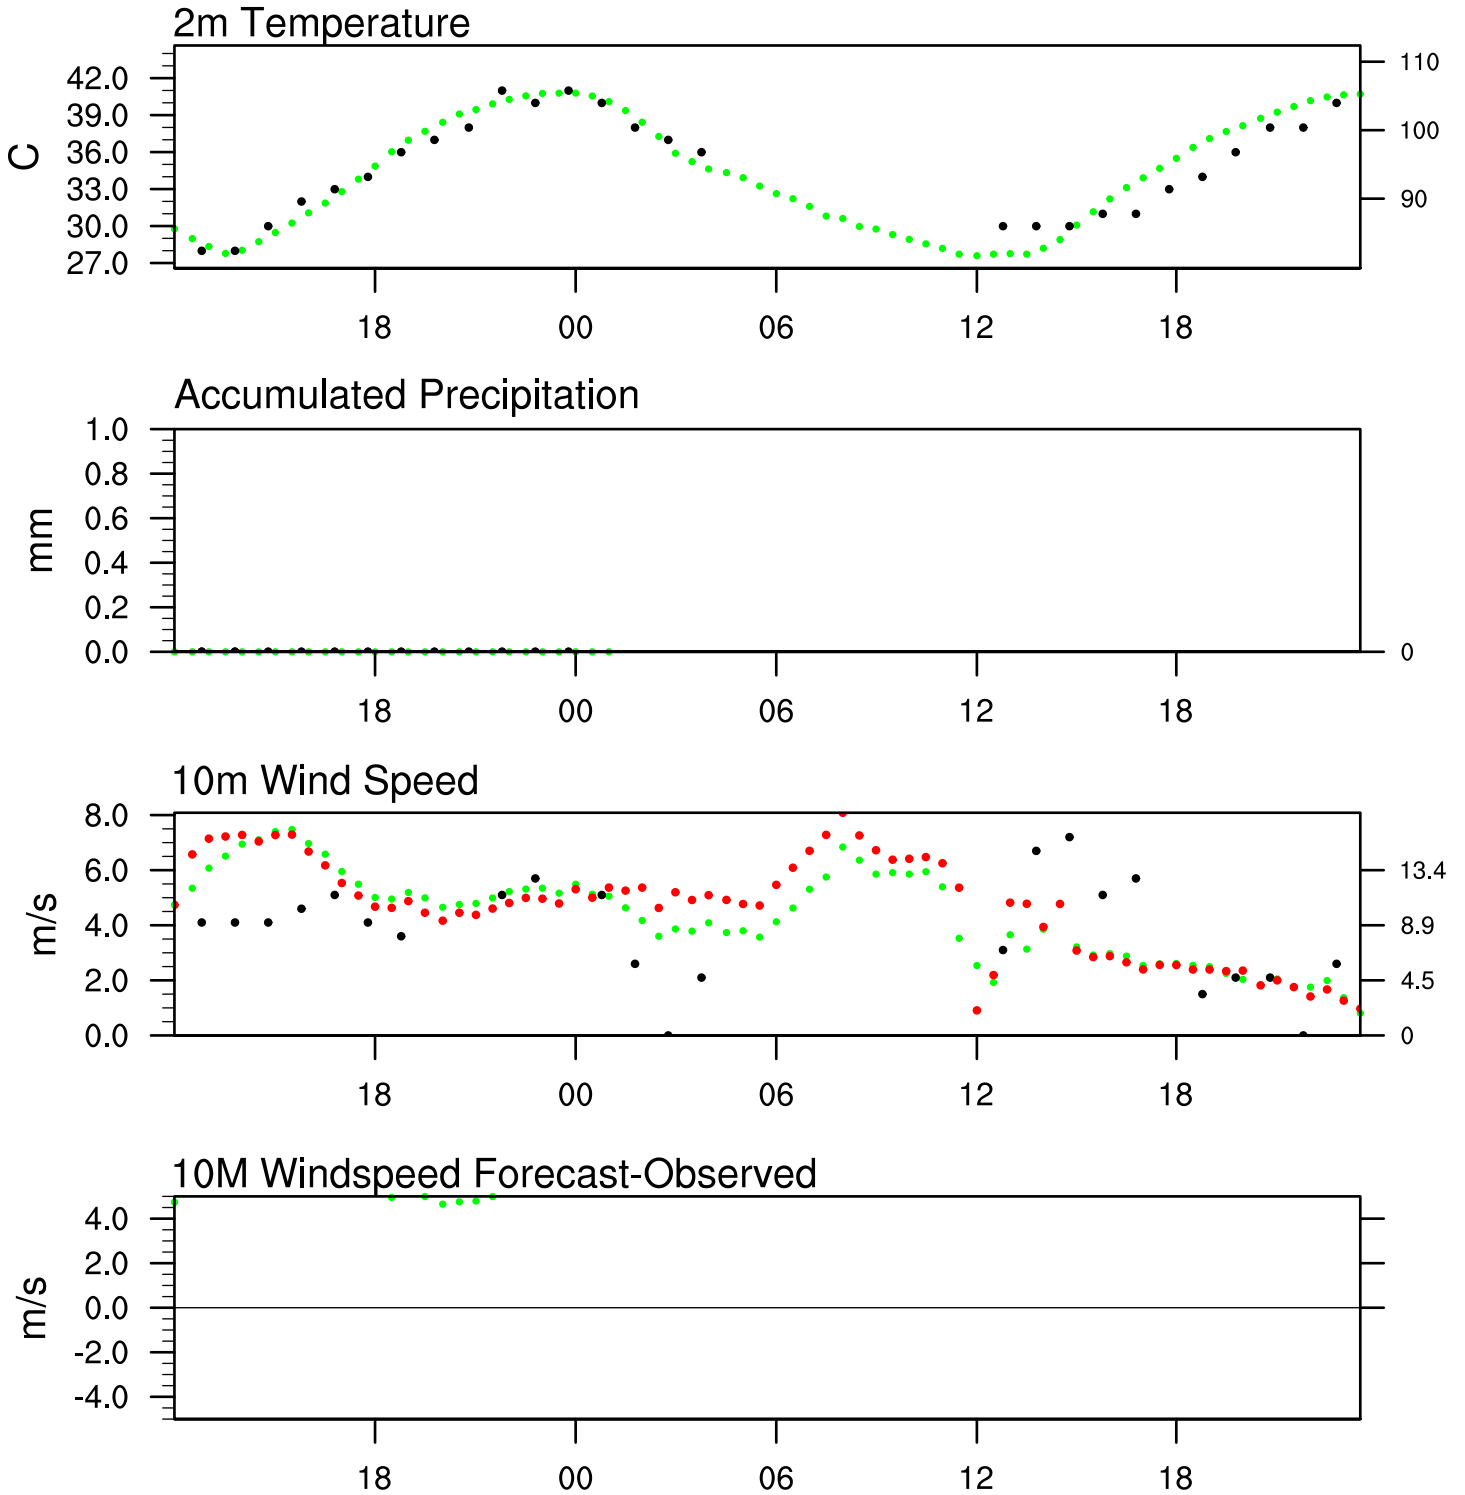 2m Temperature
42.0
39.0
36.0
33.0
30.0
27.0
C
110
100
90
18 00 06 12 18
Accumulated Precipitation
1.0
0.8
0.6
0.4
0.2
0.0
mm
0
18 00 06 12 18
10m Wind Speed
8.0
6.0
4.0
2.0
0.0
m/s
13.4
8.9
4.5
0
18 00 06 12 18
10M Windspeed Forecast-Observed
4.0
2.0
0.0
-2.0
-4.0
m/s
18 00 06 12 18